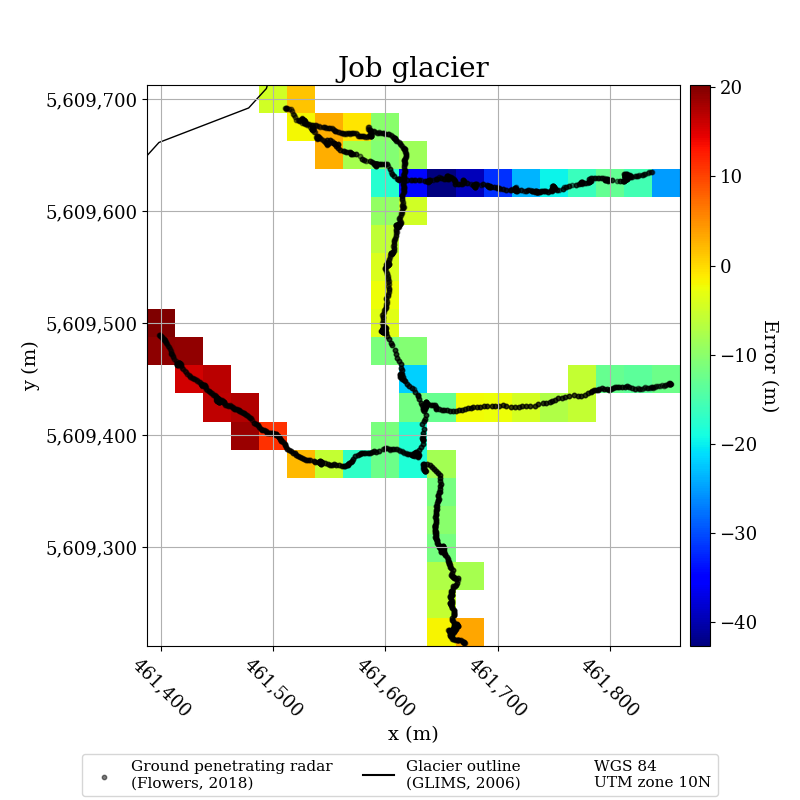 Job glacier
5,609,700
5,609,600
5,609,500
5,609,400
5,609,300
y (m)
461,400
461,500
461,600
461,700
461,800
x (m)
20
10
0
−10
−20
−30
−40
Error (m)
Ground penetrating radar
(Flowers, 2018)
Glacier outline
(GLIMS, 2006)
WGS 84
UTM zone 10N